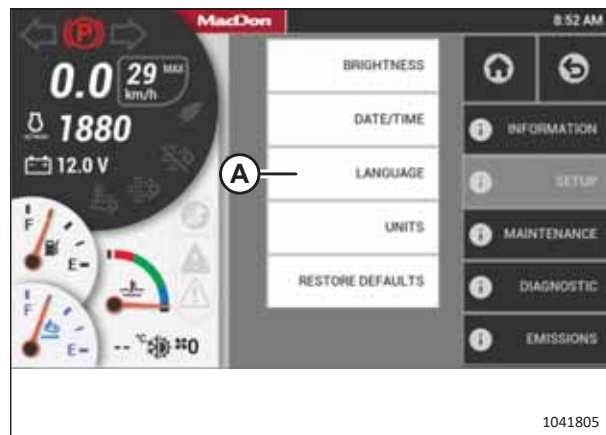 MacDon
8:52 AM
P
0.0 29 MAX
km/h
1880
12.0 V
F
E
F
E
-- °C 0
A
BRIGHTNESS
DATE/TIME
LANGUAGE
UNITS
RESTORE DEFAULTS
INFORMATION
SETUP
MAINTENANCE
DIAGNOSTIC
EMISSIONS
1041805